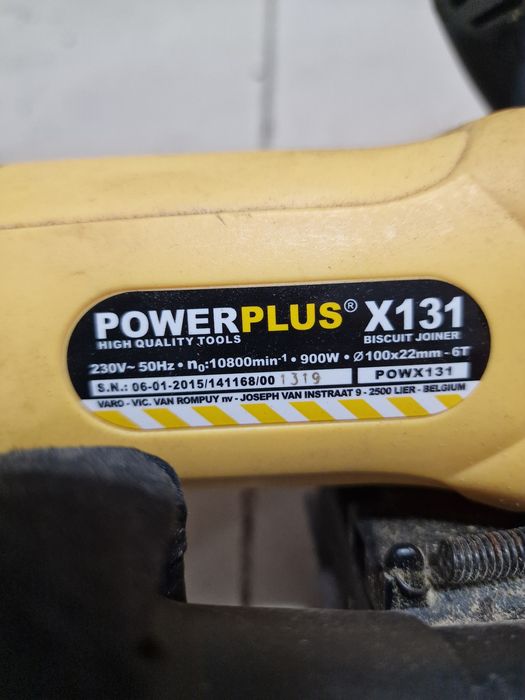 POWERPLUS® X131
HIGH QUALITY TOOLS BISCUIT JOINER
230V~ 50Hz • n₀:10800min⁻¹ • 900W • Ø100x22mm - 6T
S.N.: 06-01-2015/141168/00 1319 POWX131
VARO - VIC. VAN ROMPUY nv - JOSEPH VAN INSTRAAT 9 - 2500 LIER - BELGIUM